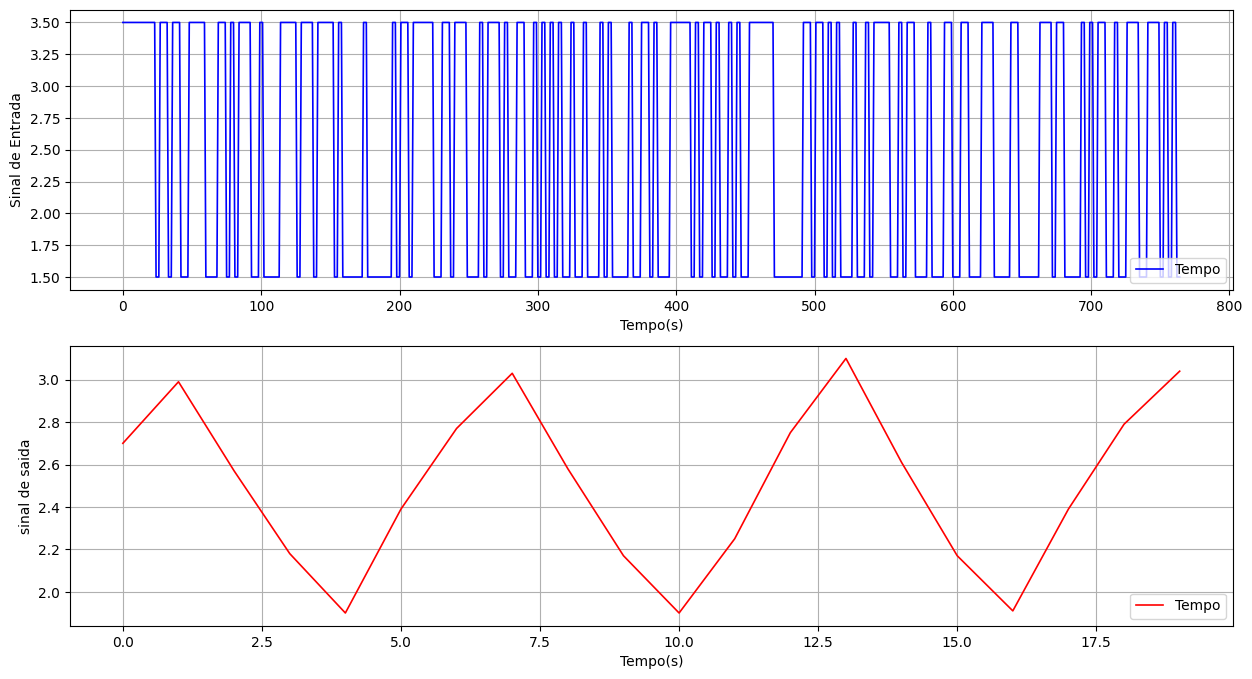 3.50
3.25
3.00
2.75
2.50
2.25
2.00
1.75
1.50
Sinal de Entrada
Tempo
0 100 200 300 400 500 600 700 800
Tempo(s)
3.0
2.8
2.6
2.4
2.2
2.0
sinal de saida
Tempo
0.0 2.5 5.0 7.5 10.0 12.5 15.0 17.5
Tempo(s)